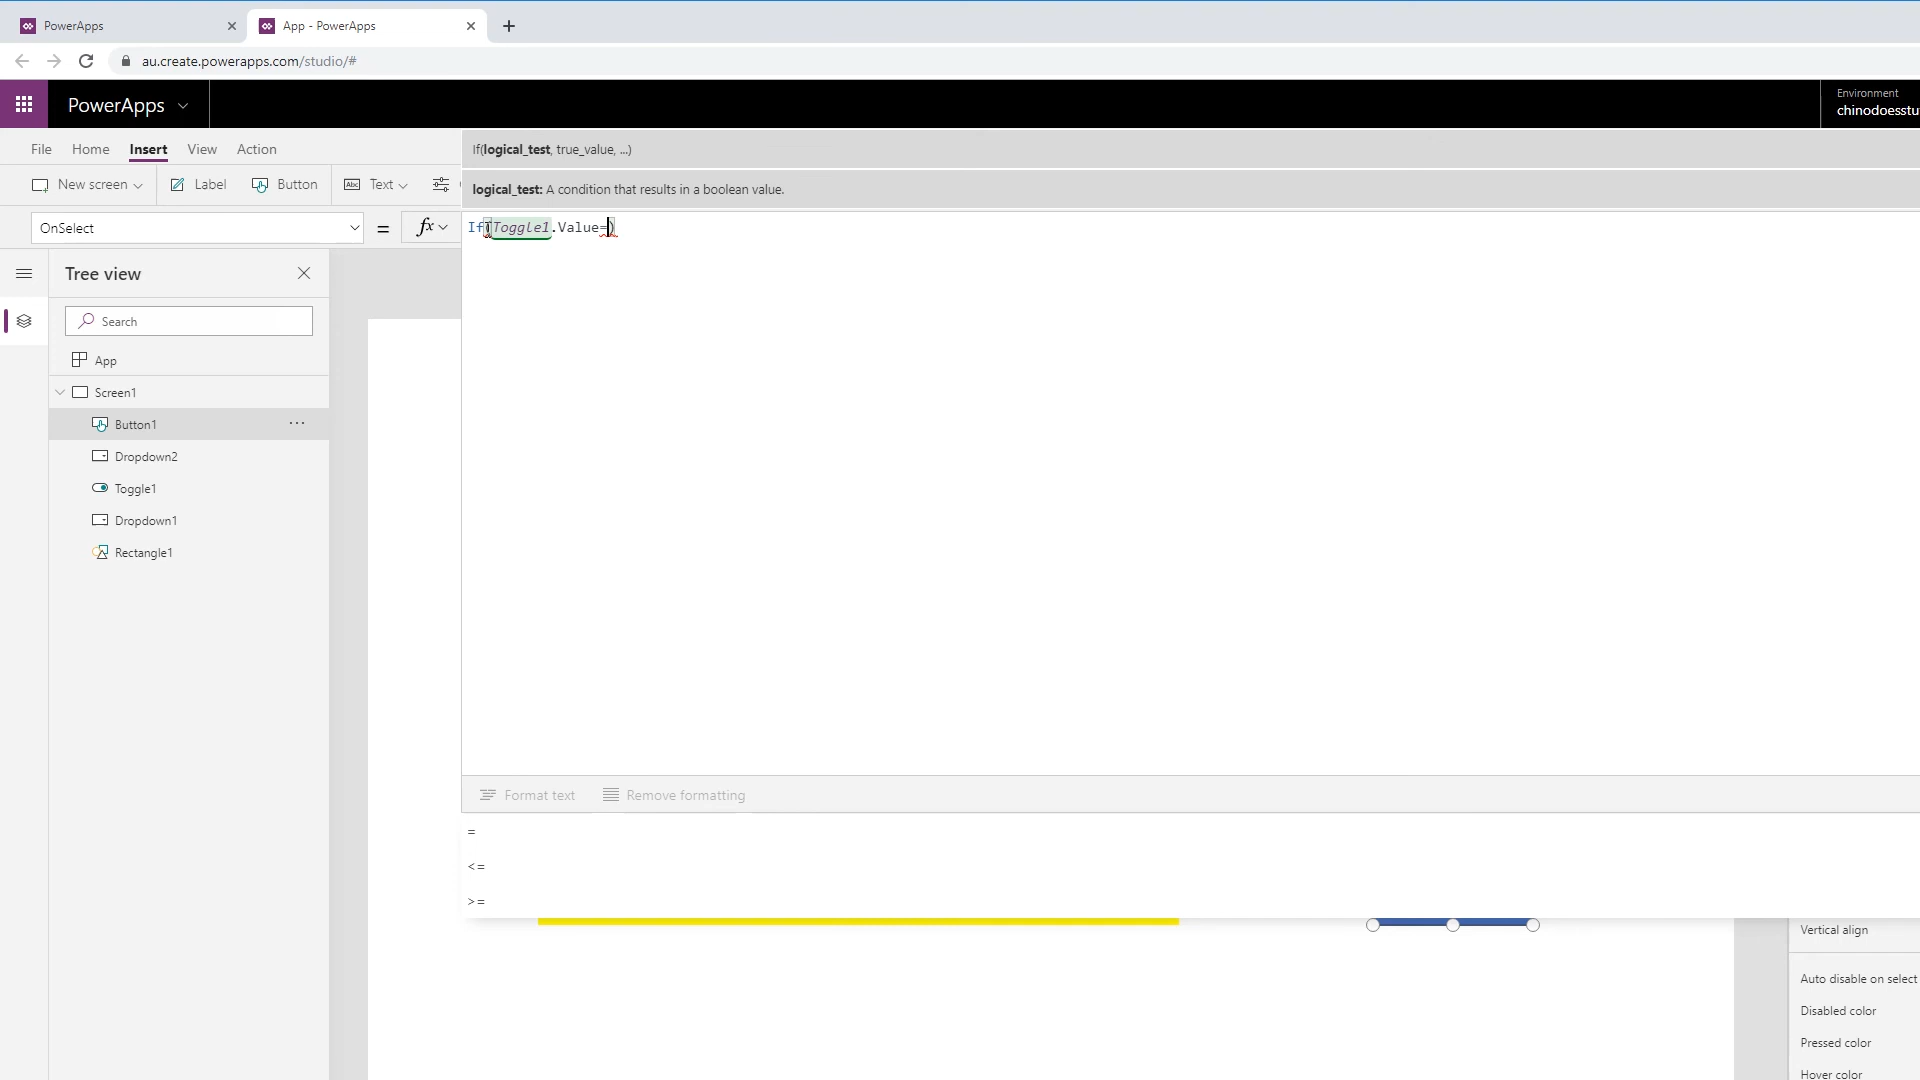 PowerApps
App - PowerApps
au.create.powerapps.com/studio/#
PowerApps
Environment
chinodoesstu
File Home Insert View Action
New screen Label Button Text
If(logical_test, true_value, ...)
logical_test: A condition that results in a boolean value.
OnSelect = fx
If(Toggle1.Value=)
Tree view
Search
App
Screen1
Button1
Dropdown2
Toggle1
Dropdown1
Rectangle1
Format text Remove formatting
=
<=
>=
Vertical align
Auto disable on select
Disabled color
Pressed color
Hover color